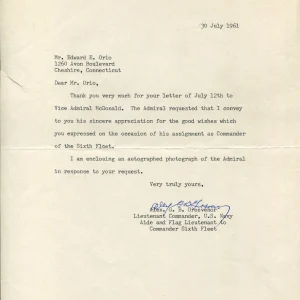 30 July 1961
Mr. Edward E. Orio
1260 Avon Boulevard
Cheshire, Connecticut
Dear Mr. Orio,
Thank you very much for your letter of July 12th to
Vice Admiral McDonald. The Admiral requested that I convey
to you his sincere appreciation for the good wishes which
you expressed on the occasion of his assignment as Commander
of the Sixth Fleet.
I am enclosing an autographed photograph of the Admiral
in response to your request.
Very truly yours,
Lieutenant Commander, U.S. Navy
Aide and Flag Lieutenant to
Commander Sixth Fleet